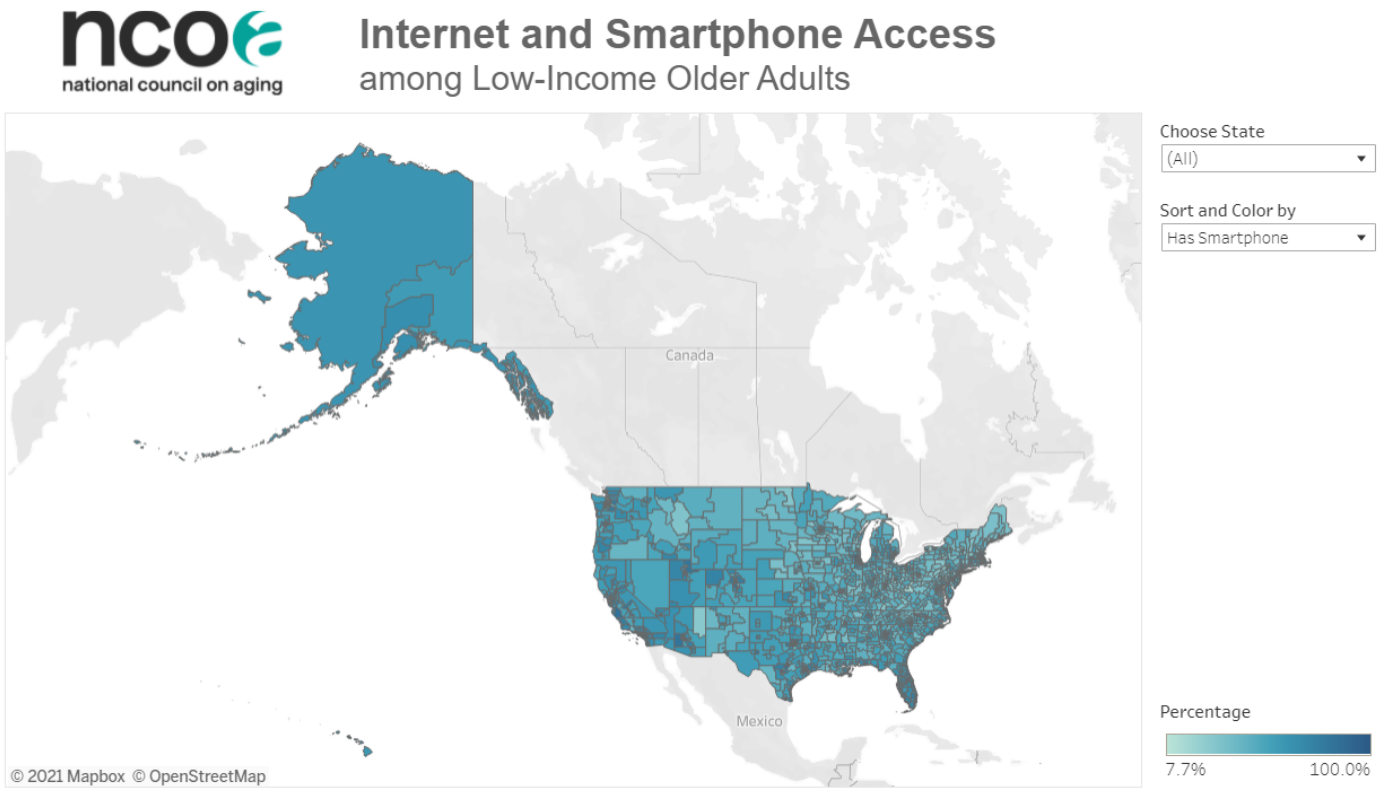 ncoa
national council on aging
Internet and Smartphone Access
among Low-Income Older Adults
Choose State
(All)
Sort and Color by
Has Smartphone
Canada
Mexico
Percentage
7.7% 100.0%
© 2021 Mapbox © OpenStreetMap